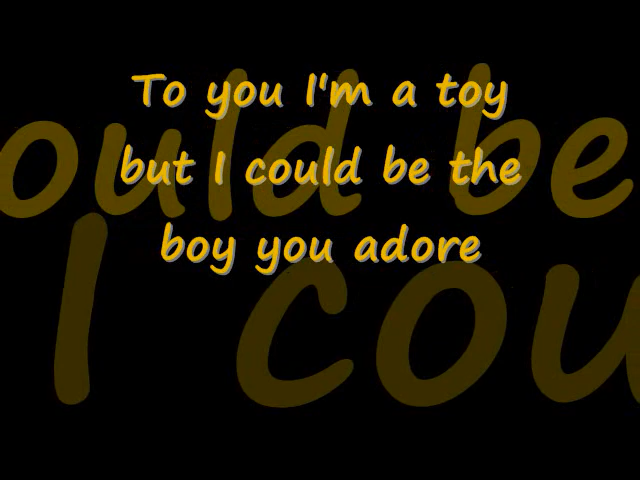 To you I'm a toy
but I could be the
boy you adore
ould be
I cou